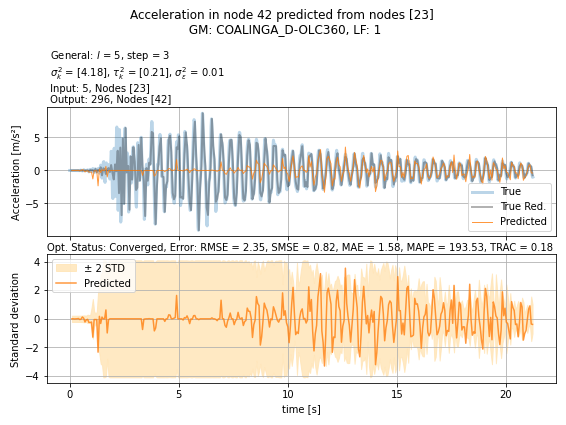 Acceleration in node 42 predicted from nodes [23]
GM: COALINGA_D-OLC360, LF: 1
General: l = 5, step = 3
σ²ₖ = [4.18], τ²ₖ = [0.21], σ²ₑ = 0.01
Input: 5, Nodes [23]
Output: 296, Nodes [42]
Acceleration [m/s²]
5
0
−5
True
True Red.
Predicted
Opt. Status: Converged, Error: RMSE = 2.35, SMSE = 0.82, MAE = 1.58, MAPE = 193.53, TRAC = 0.18
Standard deviation
4
2
0
−2
−4
± 2 STD
Predicted
0 5 10 15 20
time [s]